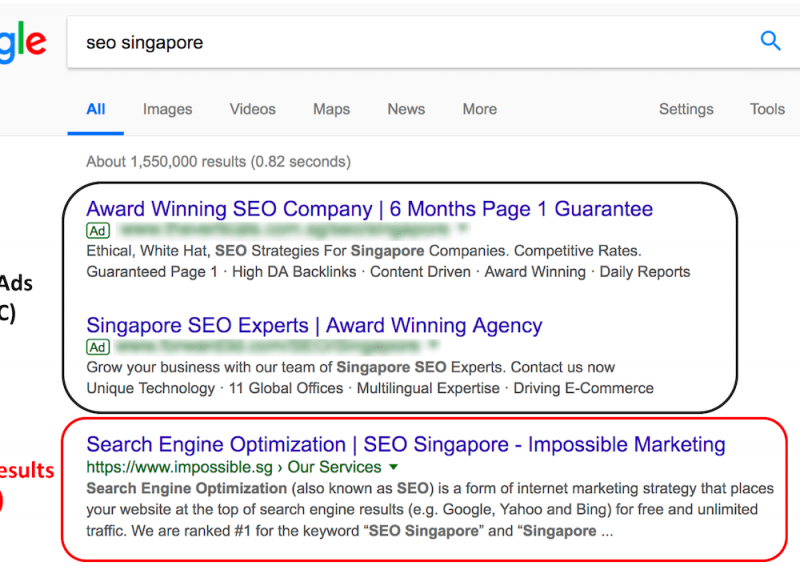 gle
seo singapore
All Images Videos Maps News More Settings Tools
About 1,550,000 results (0.82 seconds)
Award Winning SEO Company | 6 Months Page 1 Guarantee
Ad
Ethical, White Hat, SEO Strategies For Singapore Companies. Competitive Rates.
Guaranteed Page 1 · High DA Backlinks · Content Driven · Award Winning · Daily Reports
Ads
C)
Singapore SEO Experts | Award Winning Agency
Ad
Grow your business with our team of Singapore SEO Experts. Contact us now
Unique Technology · 11 Global Offices · Multilingual Expertise · Driving E-Commerce
Search Engine Optimization | SEO Singapore - Impossible Marketing
https://www.impossible.sg › Our Services
esults
)
Search Engine Optimization (also known as SEO) is a form of internet marketing strategy that places
your website at the top of search engine results (e.g. Google, Yahoo and Bing) for free and unlimited
traffic. We are ranked #1 for the keyword “SEO Singapore” and “Singapore ...